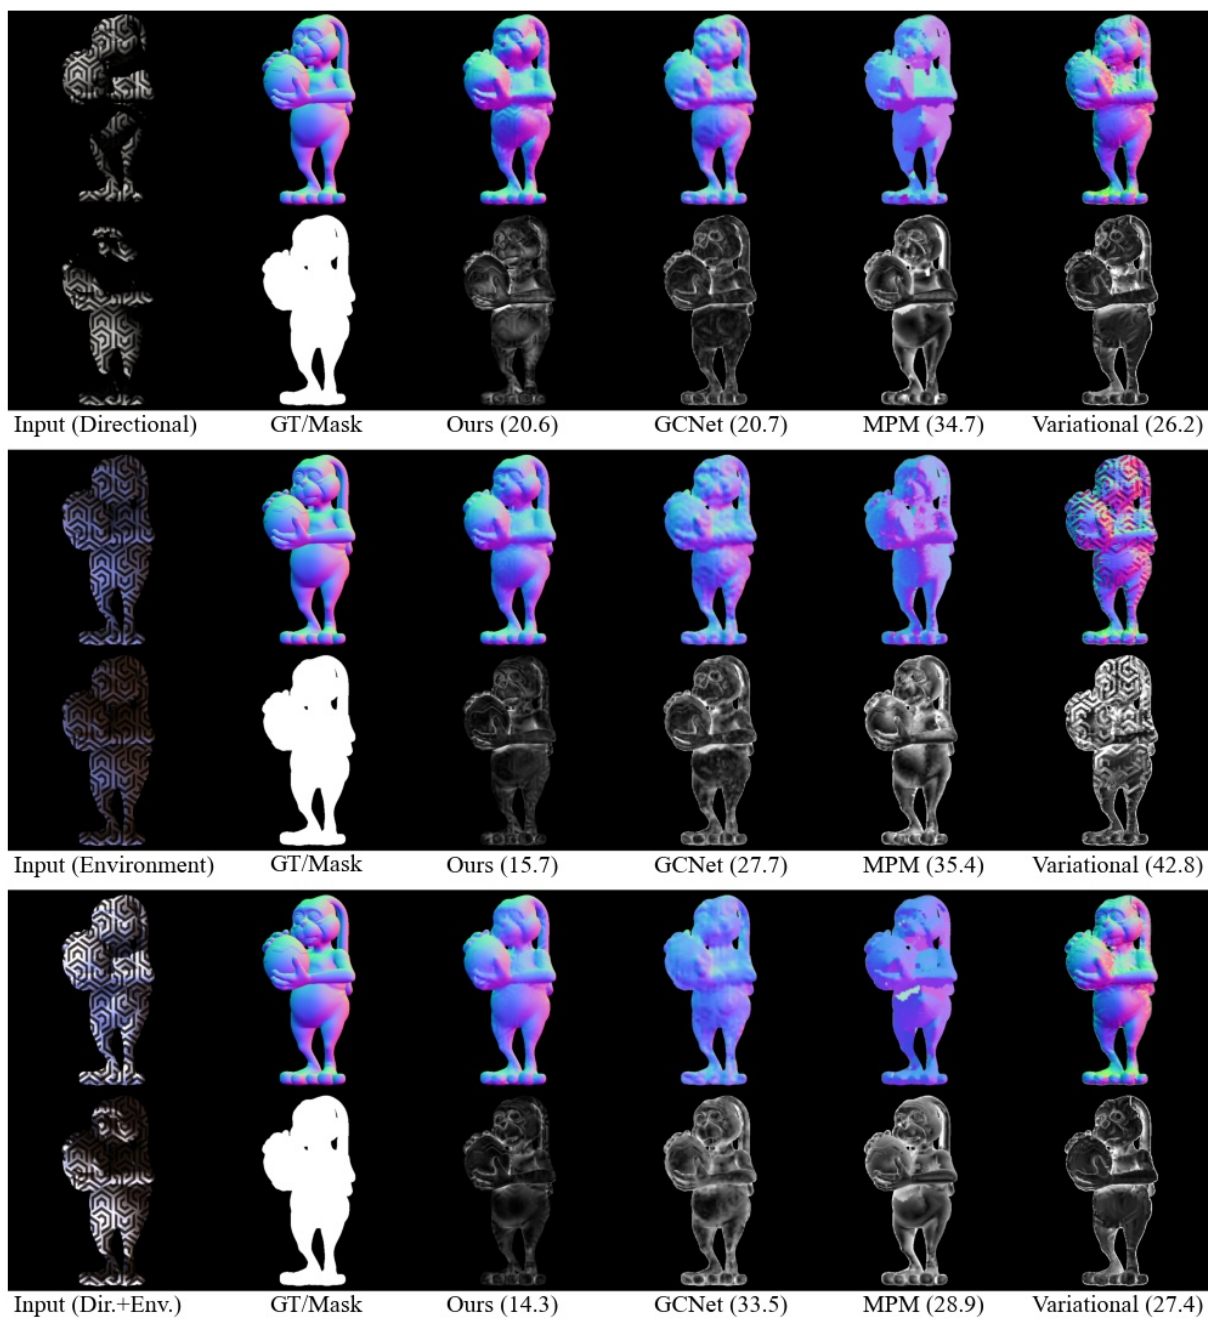 Input (Directional) GT/Mask Ours (20.6) GCNet (20.7) MPM (34.7) Variational (26.2)
Input (Environment) GT/Mask Ours (15.7) GCNet (27.7) MPM (35.4) Variational (42.8)
Input (Dir.+Env.) GT/Mask Ours (14.3) GCNet (33.5) MPM (28.9) Variational (27.4)